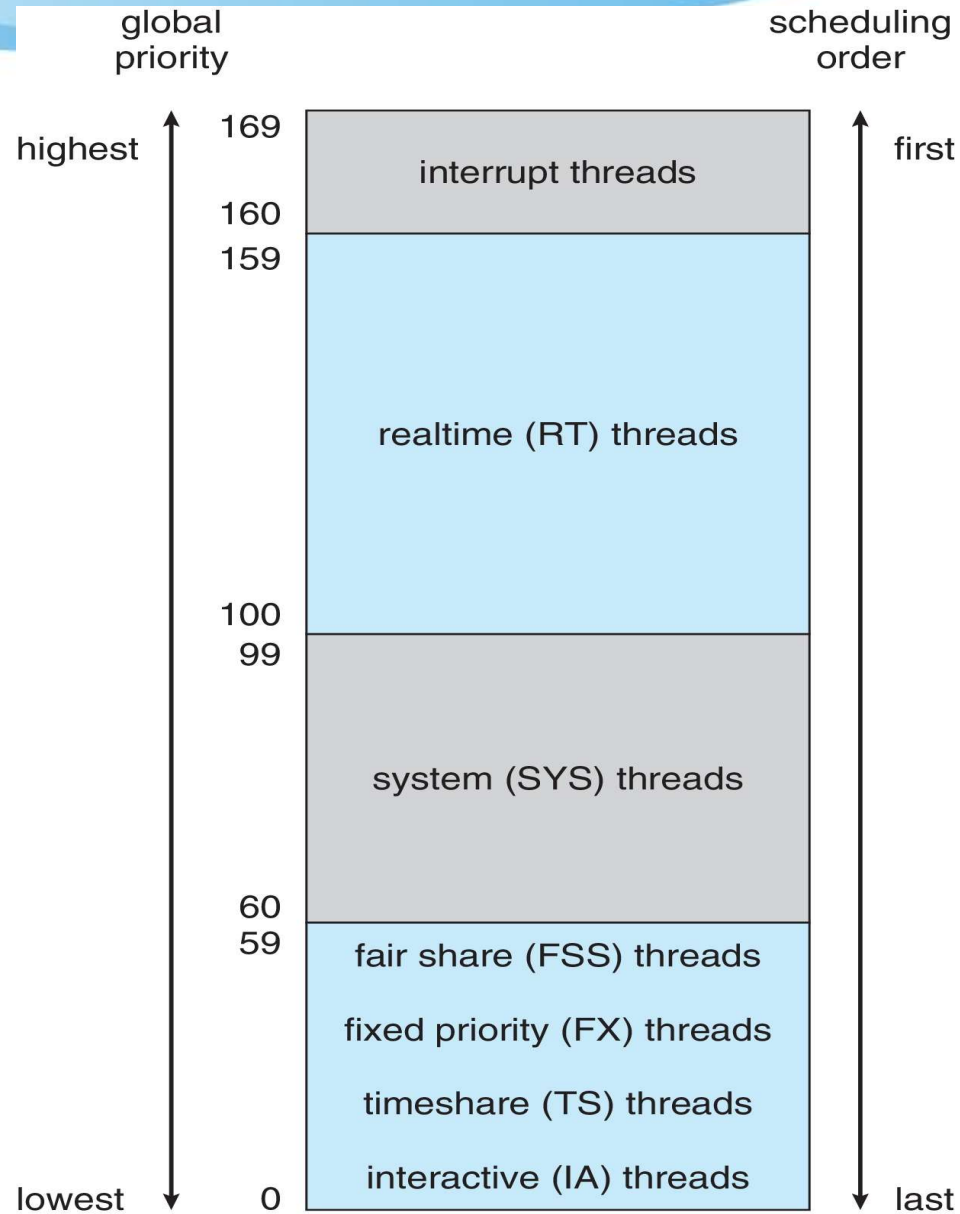 global
priority
scheduling
order
highest
169
interrupt threads
first
160
159
realtime (RT) threads
100
99
system (SYS) threads
60
59
fair share (FSS) threads
fixed priority (FX) threads
timeshare (TS) threads
interactive (IA) threads
lowest
0
last